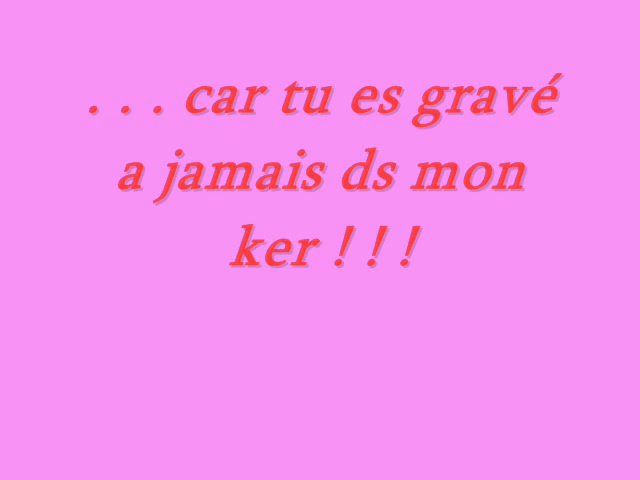 . . . car tu es gravé
a jamais ds mon
ker ! ! !